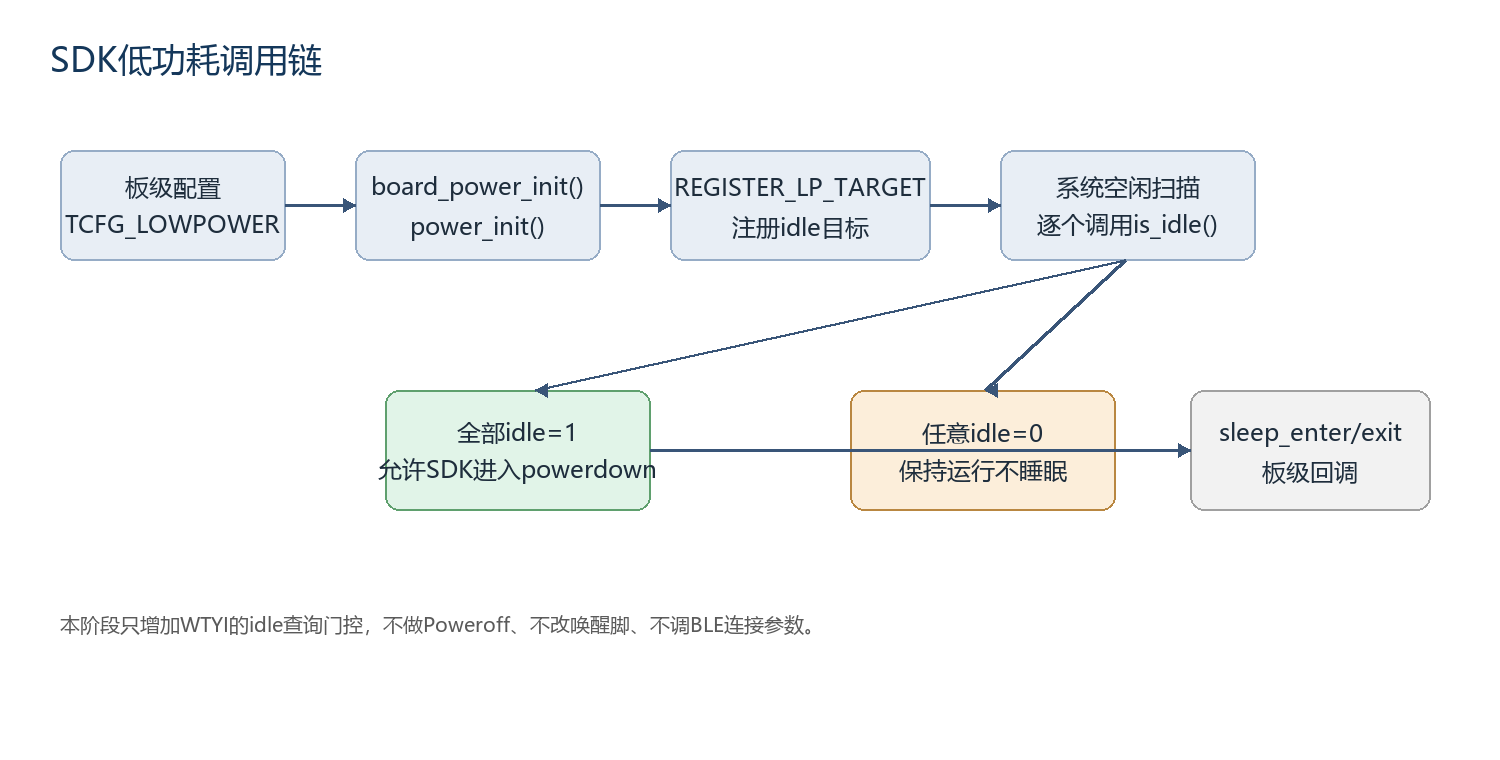 SDK低功耗调用链
板级配置
TCFG_LOWPOWER
board_power_init()
power_init()
REGISTER_LP_TARGET
注册idle目标
系统空闲扫描
逐个调用is_idle()
全部idle=1
允许SDK进入powerdown
任意idle=0
保持运行不睡眠
sleep_enter/exit
板级回调
本阶段只增加WTYI的idle查询门控，不做Poweroff、不改唤醒脚、不调BLE连接参数。